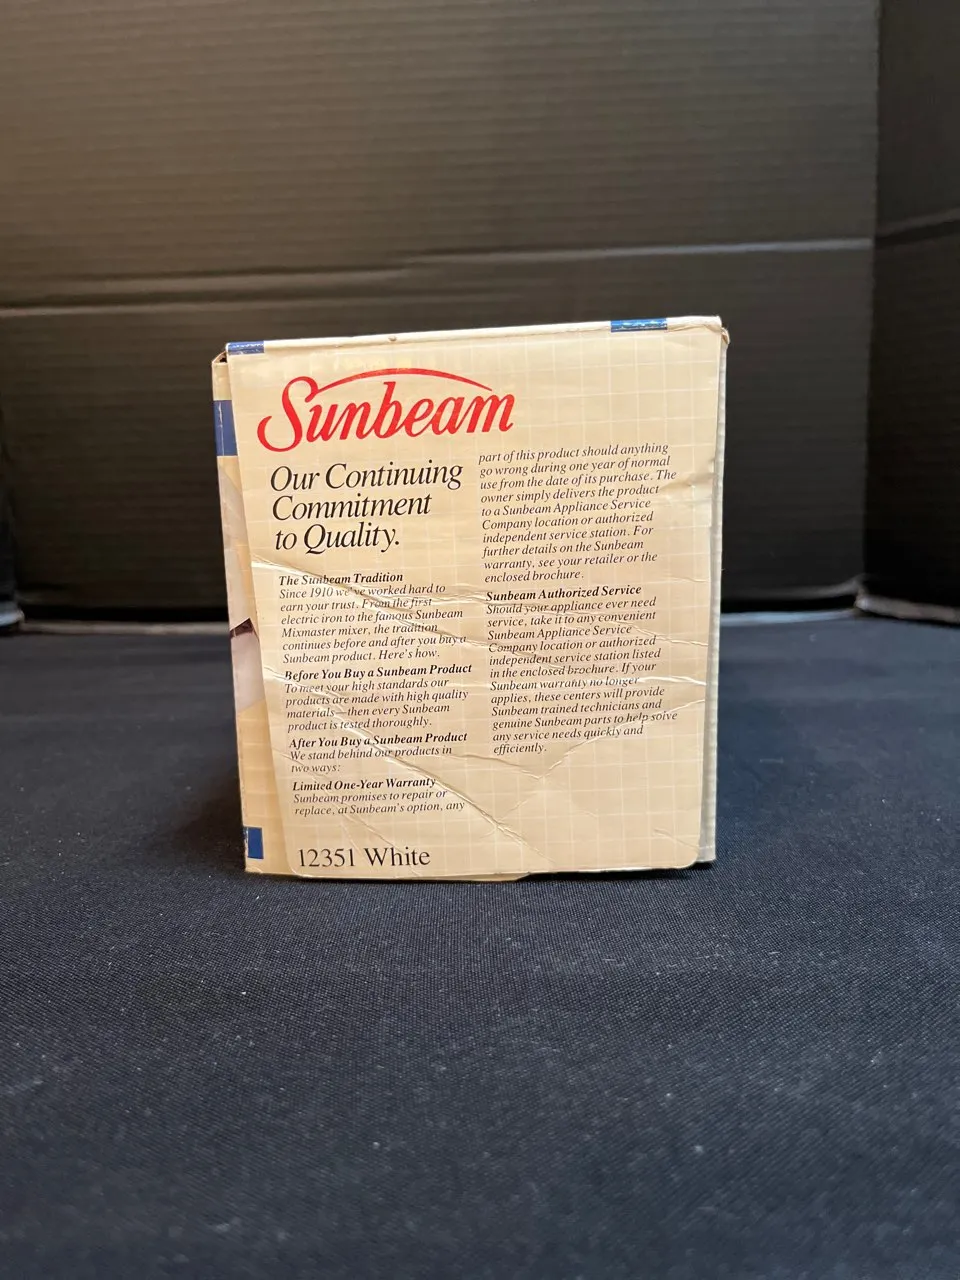 Sunbeam
Our Continuing
Commitment
to Quality.
The Sunbeam Tradition
Since 1910 we've worked hard to
earn your trust. From the first
electric iron to the famous Sunbeam
Mixmaster mixer, the tradition
continues before and after you buy a
Sunbeam product. Here's how.
Before You Buy a Sunbeam Product
To meet your high standards our
products are made with high quality
materials—then every Sunbeam
product is tested thoroughly.
After You Buy a Sunbeam Product
We stand behind our products in
two ways:
Limited One-Year Warranty
Sunbeam promises to repair or
replace, at Sunbeam's option, any
part of this product should anything
go wrong during one year of normal
use from the date of its purchase. The
owner simply delivers the product
to a Sunbeam Appliance Service
Company location or authorized
independent service station. For
further details on the Sunbeam
warranty, see your retailer or the
enclosed brochure.
Sunbeam Authorized Service
Should your appliance ever need
service, take it to any convenient
Sunbeam Appliance Service
Company location or authorized
independent service station listed
in the enclosed brochure. If your
Sunbeam warranty no longer
applies, these centers will provide
Sunbeam trained technicians and
genuine Sunbeam parts to help solve
any service needs quickly and
efficiently.
12351 White